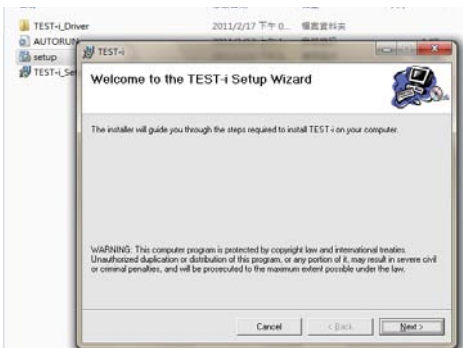 TEST-i_Driver 2011/2/17 下午 0... 檔案資料夾
AUTORUN
setup
TEST-i_Se
TEST-i
Welcome to the TEST-i Setup Wizard
The installer will guide you through the steps required to install TEST-i on your computer.
WARNING: This computer program is protected by copyright law and international treaties.
Unauthorized duplication or distribution of this program, or any portion of it, may result in severe civil
or criminal penalties, and will be prosecuted to the maximum extent possible under the law.
Cancel < Back Next >